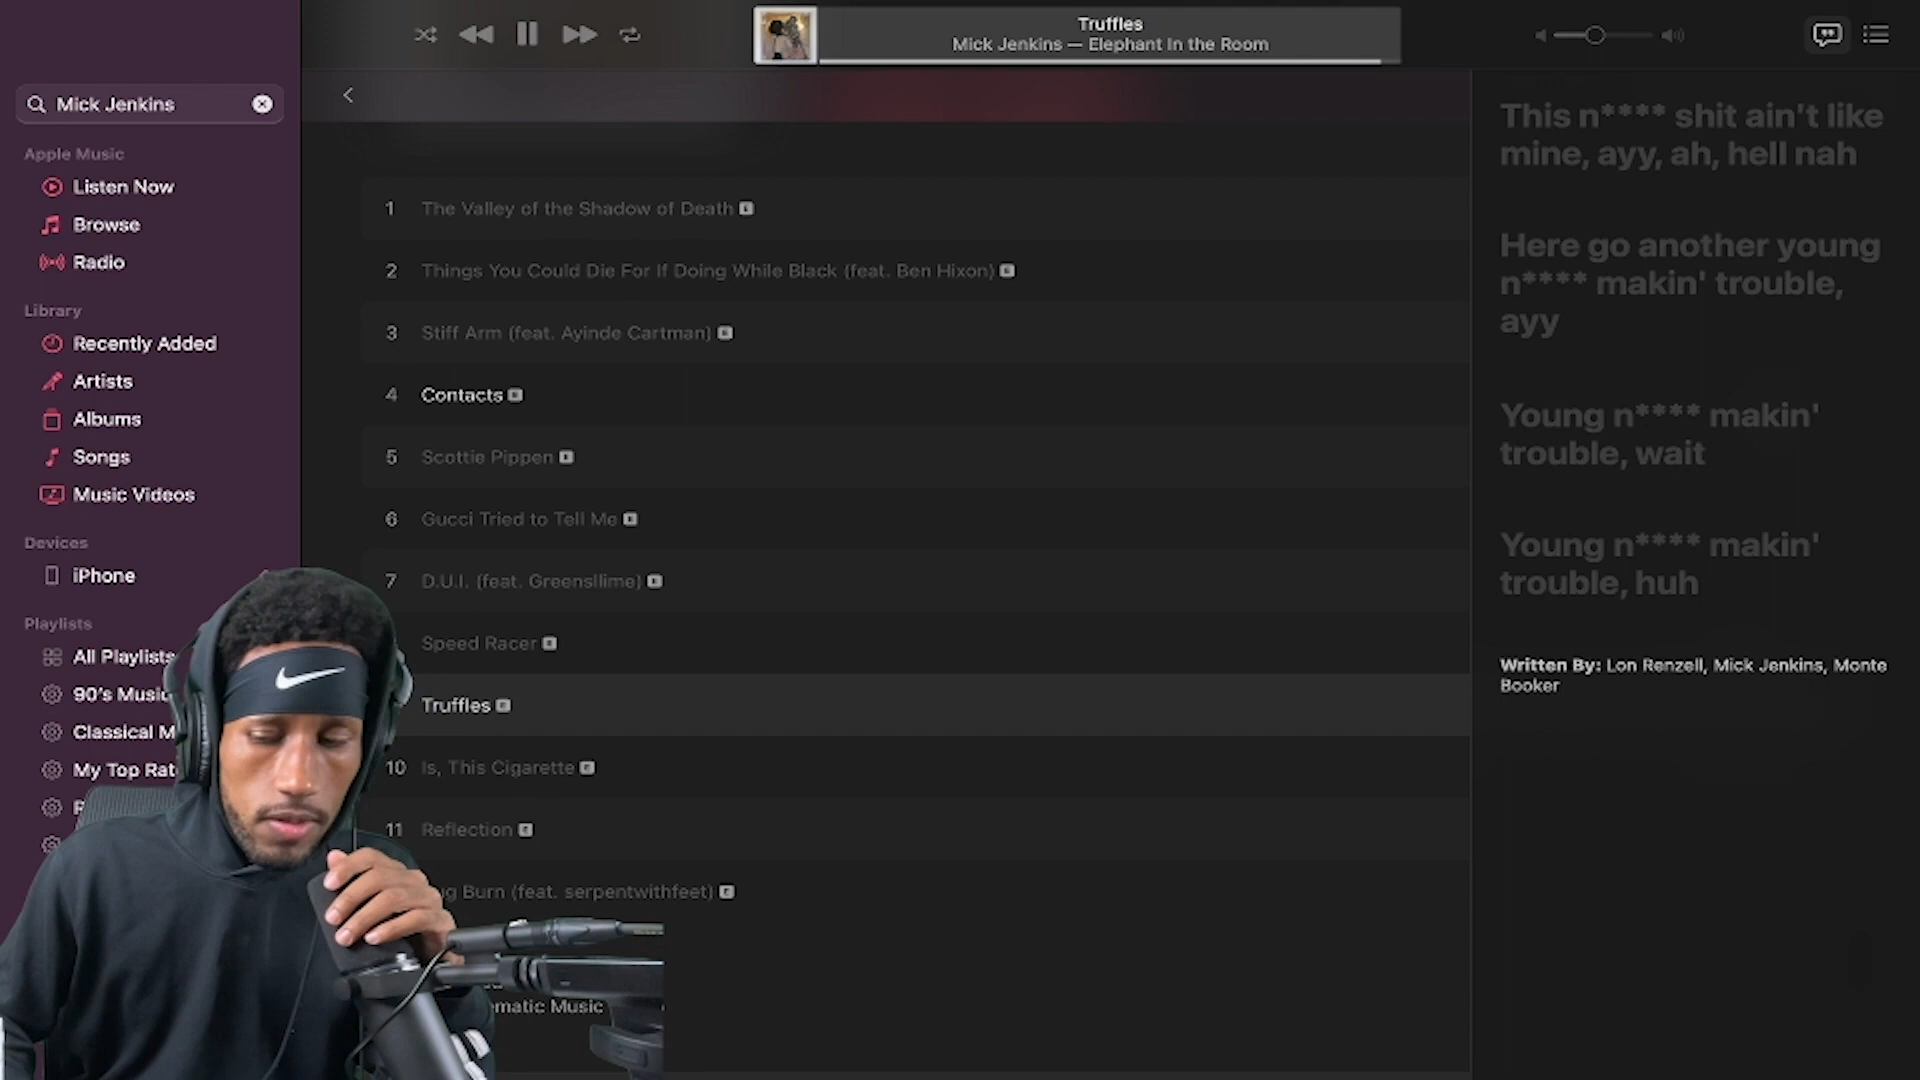 Truffles
Mick Jenkins — Elephant In the Room
Mick Jenkins
Apple Music
Listen Now
Browse
Radio
Library
Recently Added
Artists
Albums
Songs
Music Videos
Devices
iPhone
Playlists
All Playlists
90's Music
Classical M
My Top Rat
1 The Valley of the Shadow of Death E
2 Things You Could Die For If Doing While Black (feat. Ben Hixon) E
3 Stiff Arm (feat. Ayinde Cartman) E
4 Contacts E
5 Scottie Pippen E
6 Gucci Tried to Tell Me E
7 D.U.I. (feat. Greensllime) E
Speed Racer E
Truffles E
10 Is, This Cigarette E
11 Reflection E
ug Burn (feat. serpentwithfeet) E
ematic Music
This n**** shit ain't like
mine, ayy, ah, hell nah
Here go another young
n**** makin' trouble,
ayy
Young n**** makin'
trouble, wait
Young n**** makin'
trouble, huh
Written By: Lon Renzell, Mick Jenkins, Monte
Booker